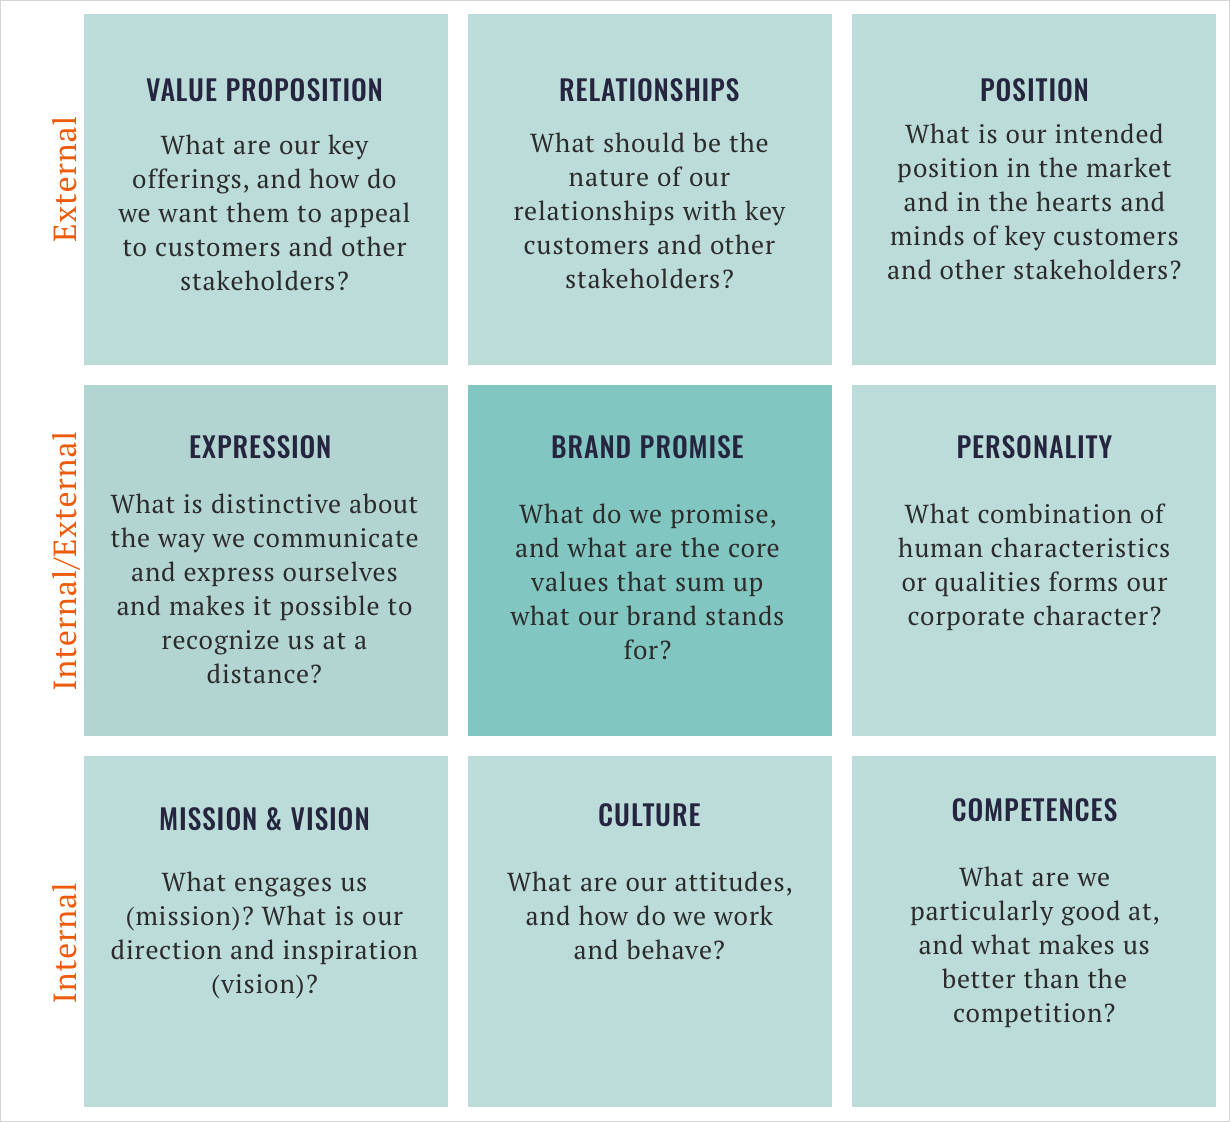 External
VALUE PROPOSITION
What are our key
offerings, and how do
we want them to appeal
to customers and other
stakeholders?
RELATIONSHIPS
What should be the
nature of our
relationships with key
customers and other
stakeholders?
POSITION
What is our intended
position in the market
and in the hearts and
minds of key customers
and other stakeholders?
Internal/External
EXPRESSION
What is distinctive about
the way we communicate
and express ourselves
and makes it possible to
recognize us at a
distance?
BRAND PROMISE
What do we promise,
and what are the core
values that sum up
what our brand stands
for?
PERSONALITY
What combination of
human characteristics
or qualities forms our
corporate character?
Internal
MISSION & VISION
What engages us
(mission)? What is our
direction and inspiration
(vision)?
CULTURE
What are our attitudes,
and how do we work
and behave?
COMPETENCES
What are we
particularly good at,
and what makes us
better than the
competition?